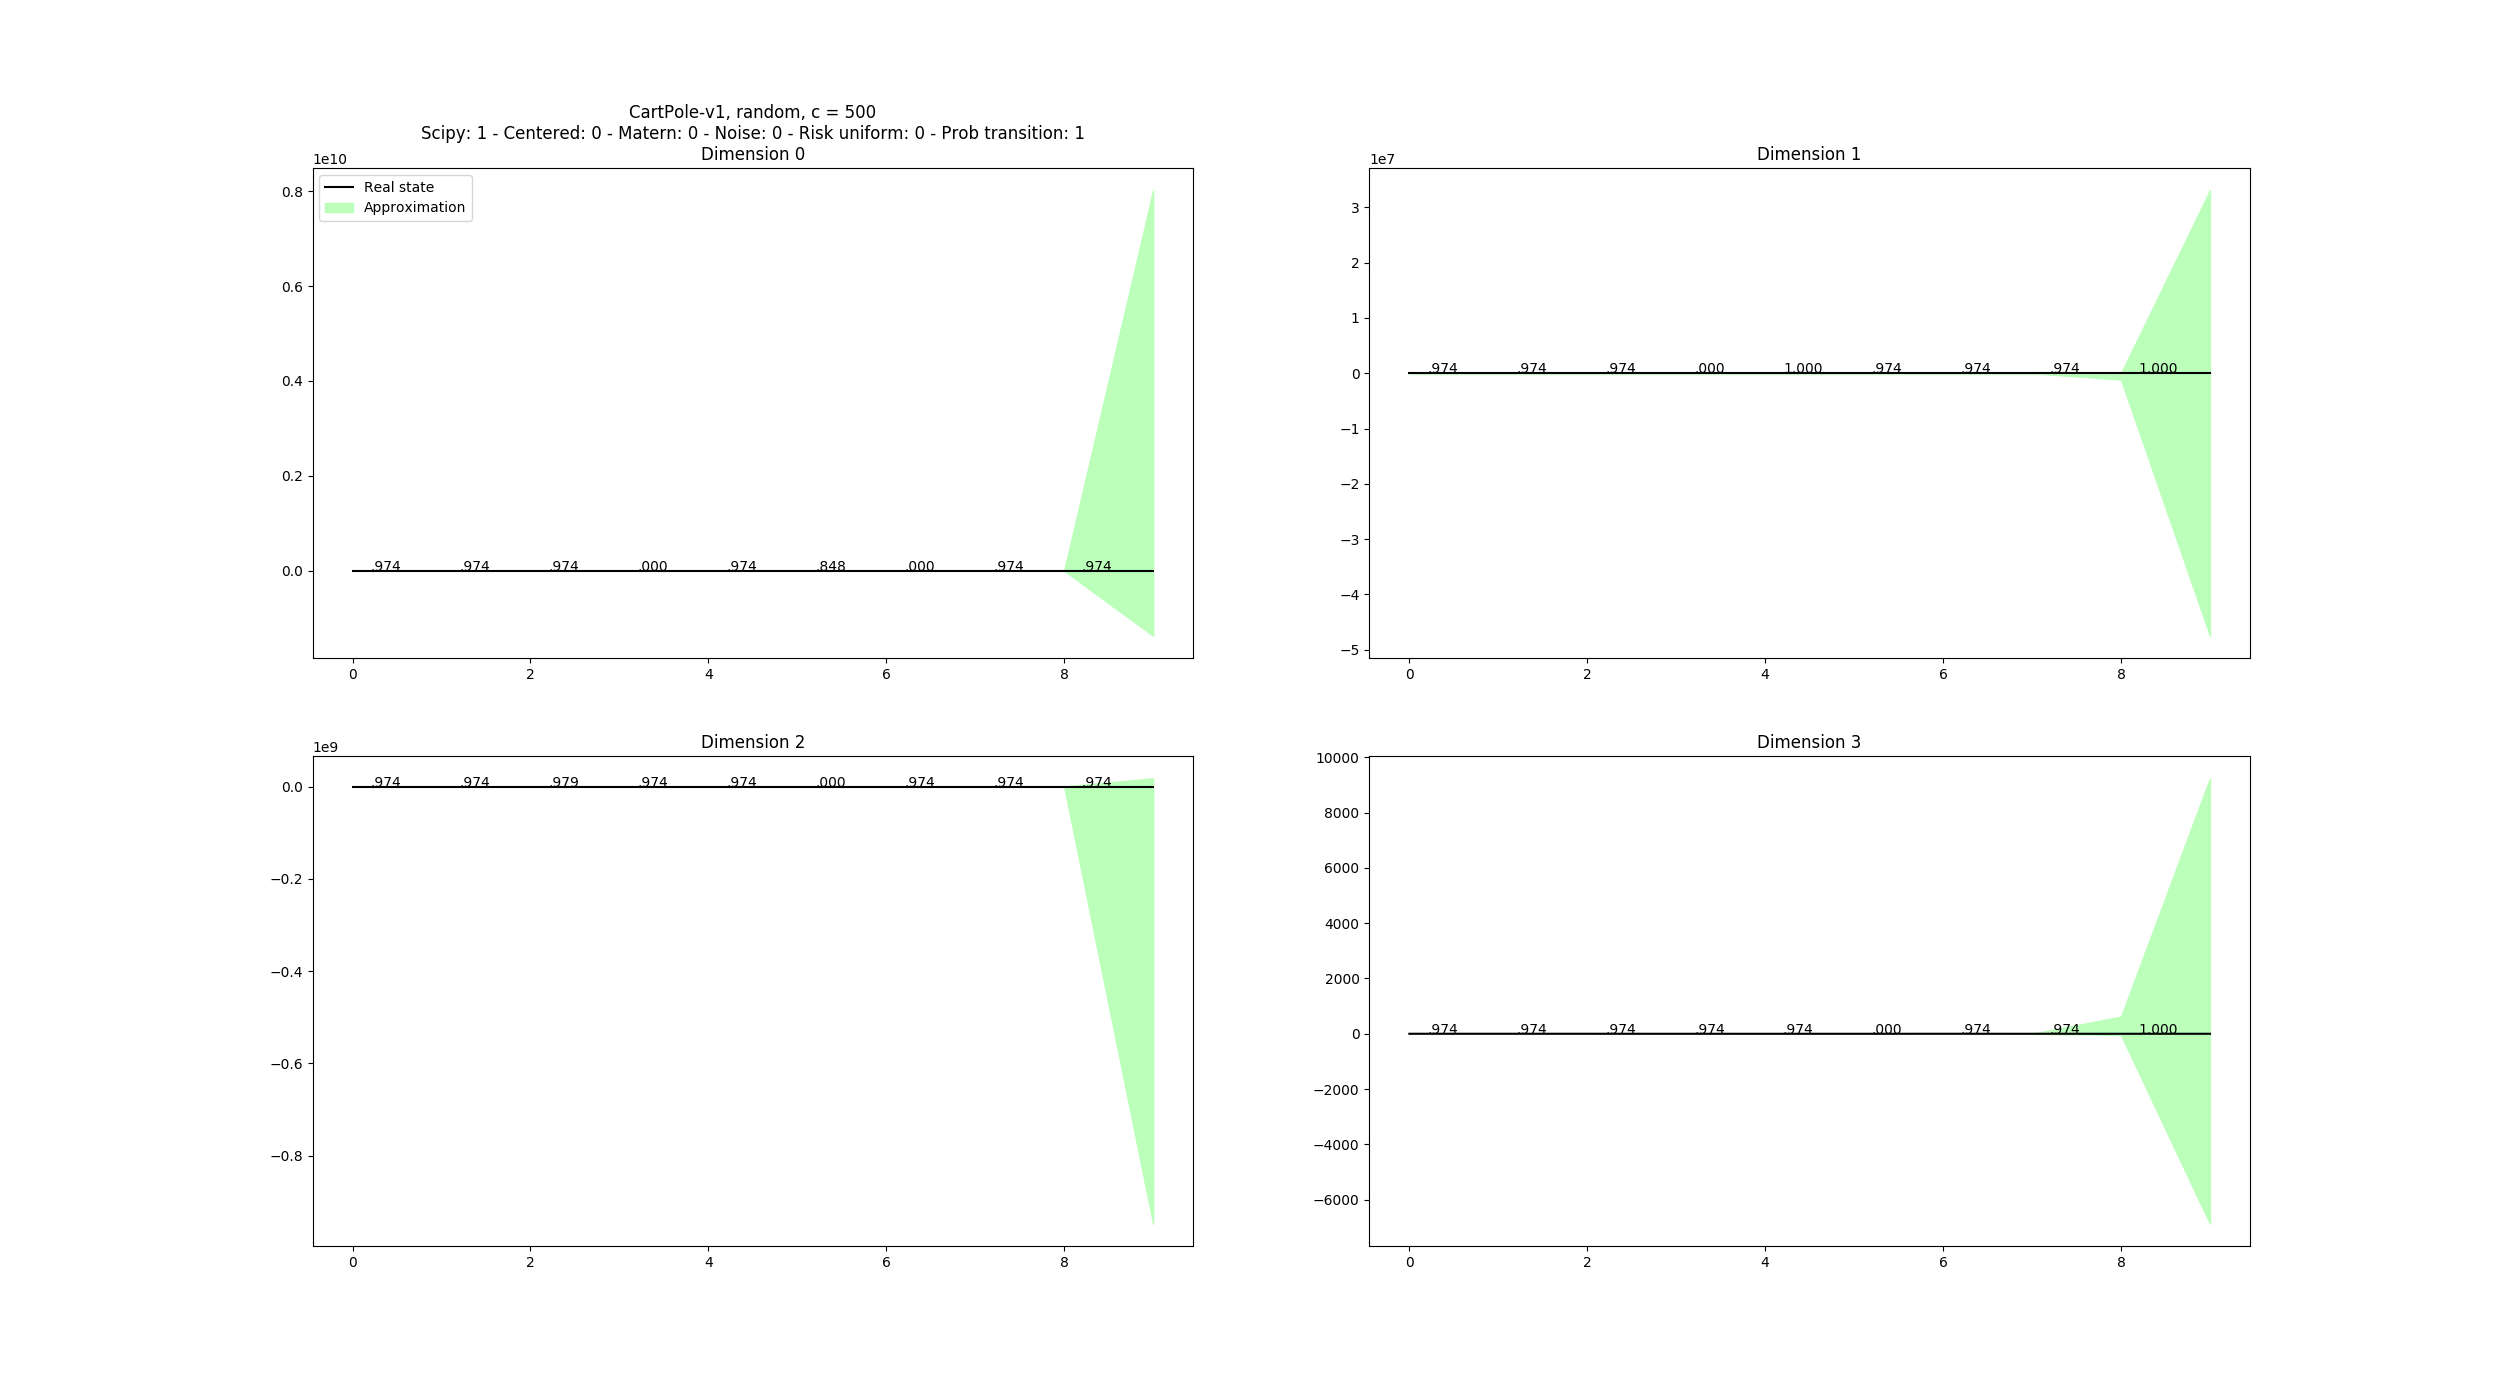 CartPole-v1, random, c = 500
Scipy: 1 - Centered: 0 - Matern: 0 - Noise: 0 - Risk uniform: 0 - Prob transition: 1
Dimension 0
1e10
Real state
Approximation
0.8
0.6
0.4
0.2
0.0
.974 .974 .974 .000 .974 .848 .000 .974 .974
0 2 4 6 8
Dimension 1
1e7
3
2
1
0
−1
−2
−3
−4
−5
.974 .974 .974 .000 1.000 .974 .974 .974 1.000
0 2 4 6 8
Dimension 2
1e9
0.0
−0.2
−0.4
−0.6
−0.8
.974 .974 .979 .974 .974 .000 .974 .974 .974
0 2 4 6 8
Dimension 3
10000
8000
6000
4000
2000
0
−2000
−4000
−6000
.974 .974 .974 .974 .974 .000 .974 .974 1.000
0 2 4 6 8